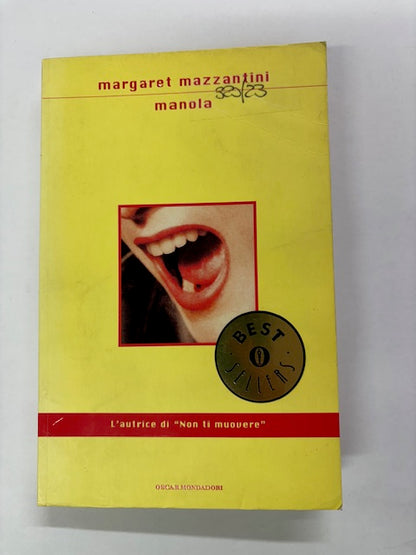 margaret mazzantini
manola
BEST
SELLERS
L'autrice di "Non ti muovere"
OSCAR MONDADORI